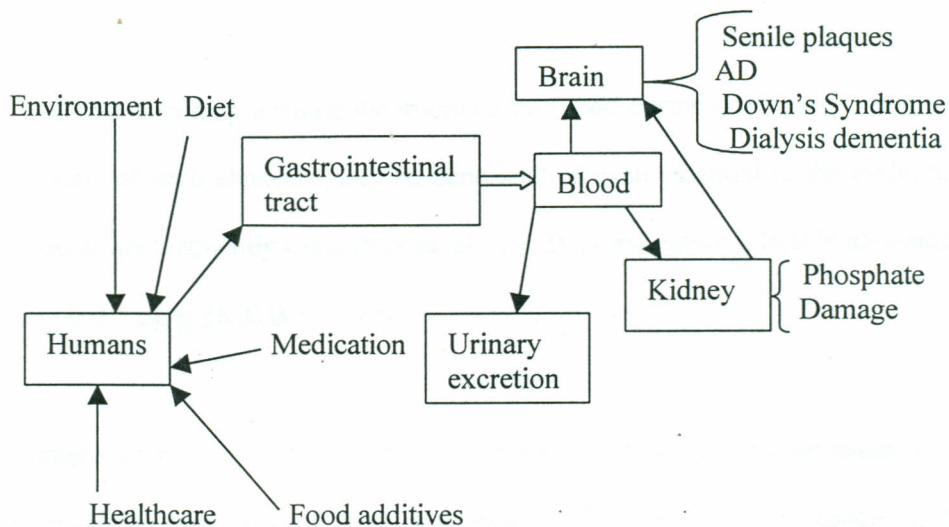 Senile plaques
Brain
AD
Environment Diet
Down's Syndrome
Dialysis dementia
Gastrointestinal
tract
Blood
Kidney
Phosphate
Damage
Humans
Medication
Urinary
excretion
Healthcare
Food additives